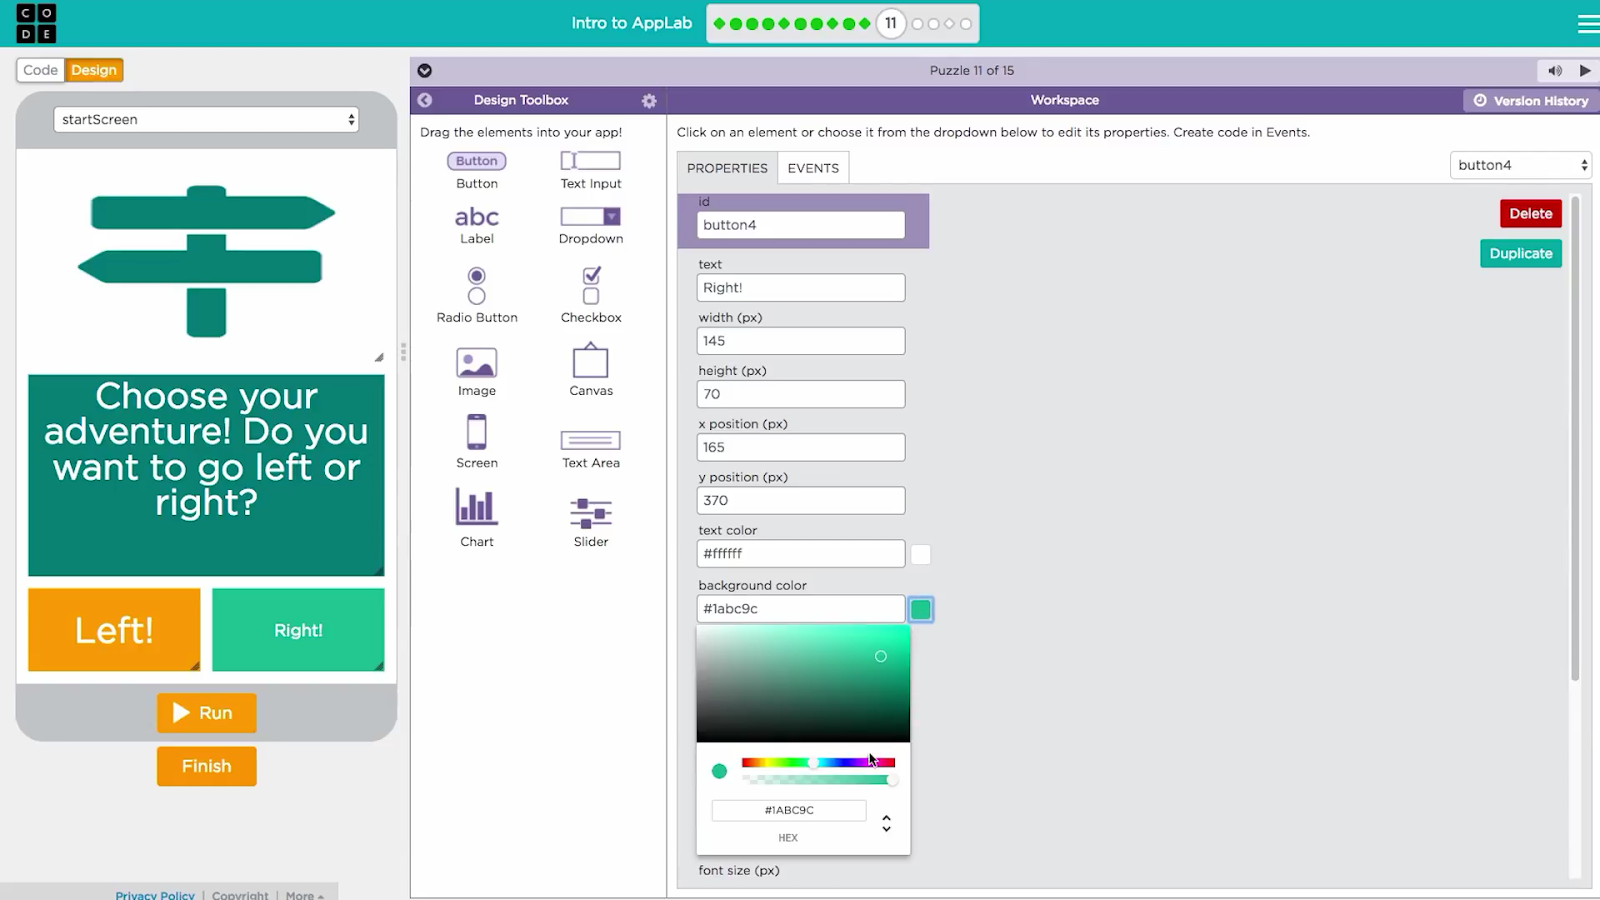 C O
D E
Intro to AppLab
11
Code
Design
Puzzle 11 of 15
startScreen
Design Toolbox
Workspace
Version History
Drag the elements into your app!
Click on an element or choose it from the dropdown below to edit its properties. Create code in Events.
PROPERTIES
EVENTS
button4
Button
Button
Text Input
abc
Label
Dropdown
Radio Button
Checkbox
Image
Canvas
Screen
Text Area
Chart
Slider
id
button4
Delete
Duplicate
text
Right!
width (px)
145
height (px)
70
x position (px)
165
y position (px)
370
text color
#ffffff
background color
#1abc9c
#1ABC9C
HEX
font size (px)
Choose your
adventure! Do you
want to go left or
right?
Left!
Right!
Run
Finish
Privacy Policy | Copyright | More